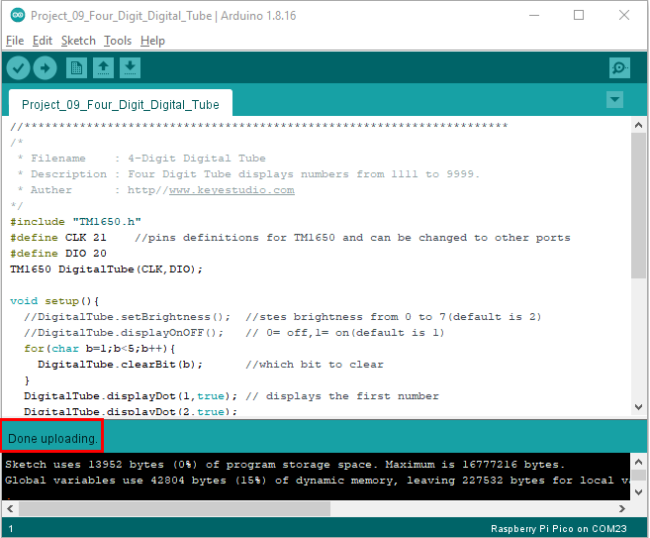 Project_09_Four_Digit_Digital_Tube | Arduino 1.8.16
File Edit Sketch Tools Help
Project_09_Four_Digit_Digital_Tube
//**********************************************************************
/*
 * Filename    : 4-Digit Digital Tube
 * Description : Four Digit Tube displays numbers from 1111 to 9999.
 * Auther      : http//www.keyestudio.com
*/
#include "TM1650.h"
#define CLK 21    //pins definitions for TM1650 and can be changed to other ports
#define DIO 20
TM1650 DigitalTube(CLK,DIO);
void setup(){
  //DigitalTube.setBrightness();  //stes brightness from 0 to 7(default is 2)
  //DigitalTube.displayOnOFF();   // 0= off,1= on(default is 1)
  for(char b=1;b<5;b++){
    DigitalTube.clearBit(b);      //which bit to clear
  }
  DigitalTube.displayDot(1,true); // displays the first number
  DigitalTube.displayDot(2,true);
Done uploading.
Sketch uses 13952 bytes (0%) of program storage space. Maximum is 16777216 bytes.
Global variables use 42804 bytes (15%) of dynamic memory, leaving 227532 bytes for local va
1
Raspberry Pi Pico on COM23